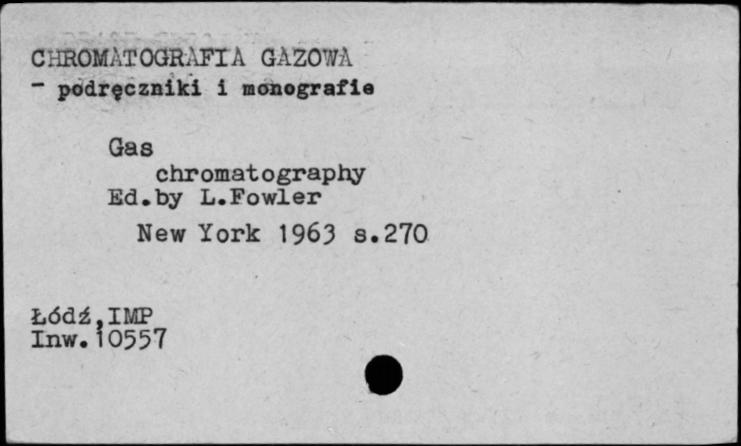 CHROMATOGRAFIA GAZOWA
- podręczniki i monografie
Gas
chromatography
Ed.by L.Fowler
New York 1963 s.270
Łódź,IMP
Inw.10557